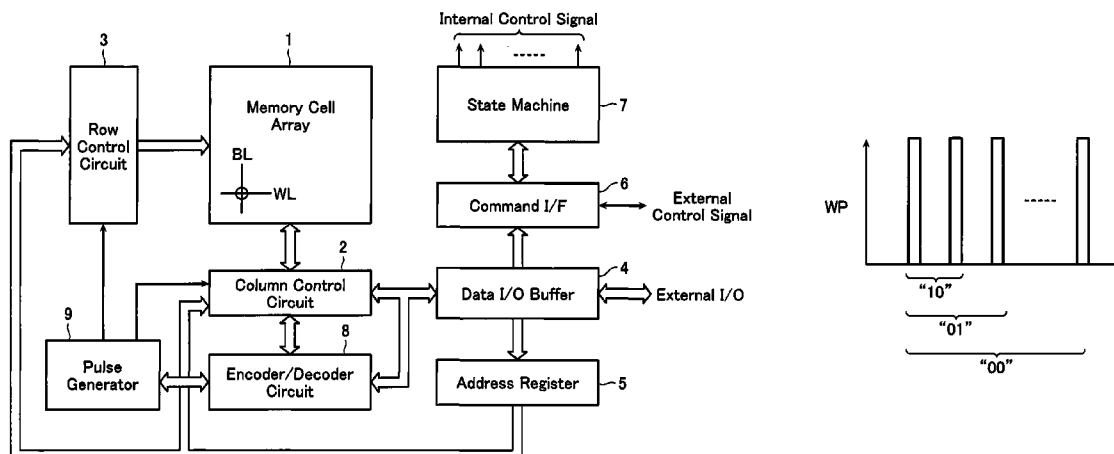 Internal Control Signal
3
1
State Machine
7
Row
Control
Circuit
Memory Cell
Array
BL
WL
6
Command I/F
External
Control Signal
2
Column Control
Circuit
4
Data I/O Buffer
External I/O
9
Pulse
Generator
8
Encoder/Decoder
Circuit
Address Register
5
WP
"10"
"01"
"00"